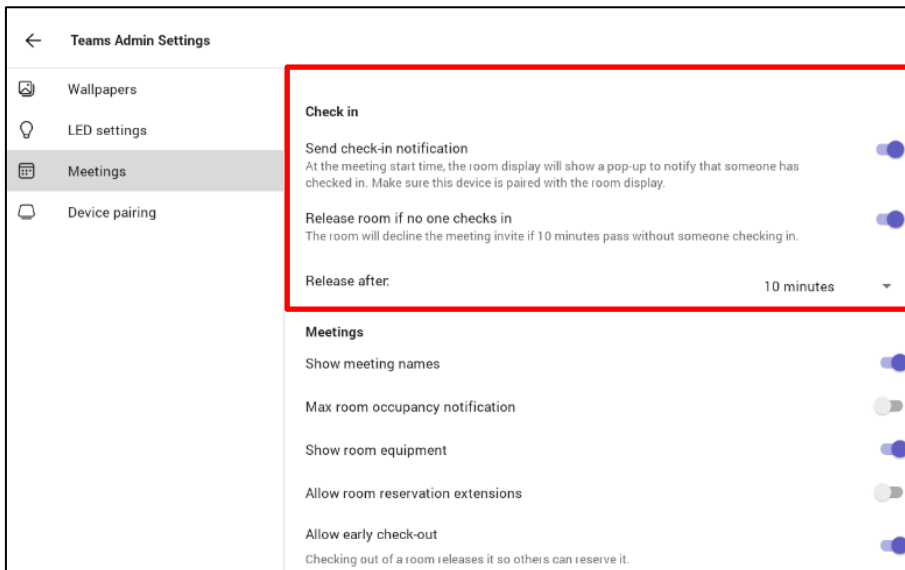 Teams Admin Settings
Wallpapers
LED settings
Meetings
Device pairing
Check in
Send check-in notification
At the meeting start time, the room display will show a pop-up to notify that someone has
checked in. Make sure this device is paired with the room display.
Release room if no one checks in
The room will decline the meeting invite if 10 minutes pass without someone checking in.
Release after: 10 minutes
Meetings
Show meeting names
Max room occupancy notification
Show room equipment
Allow room reservation extensions
Allow early check-out
Checking out of a room releases it so others can reserve it.